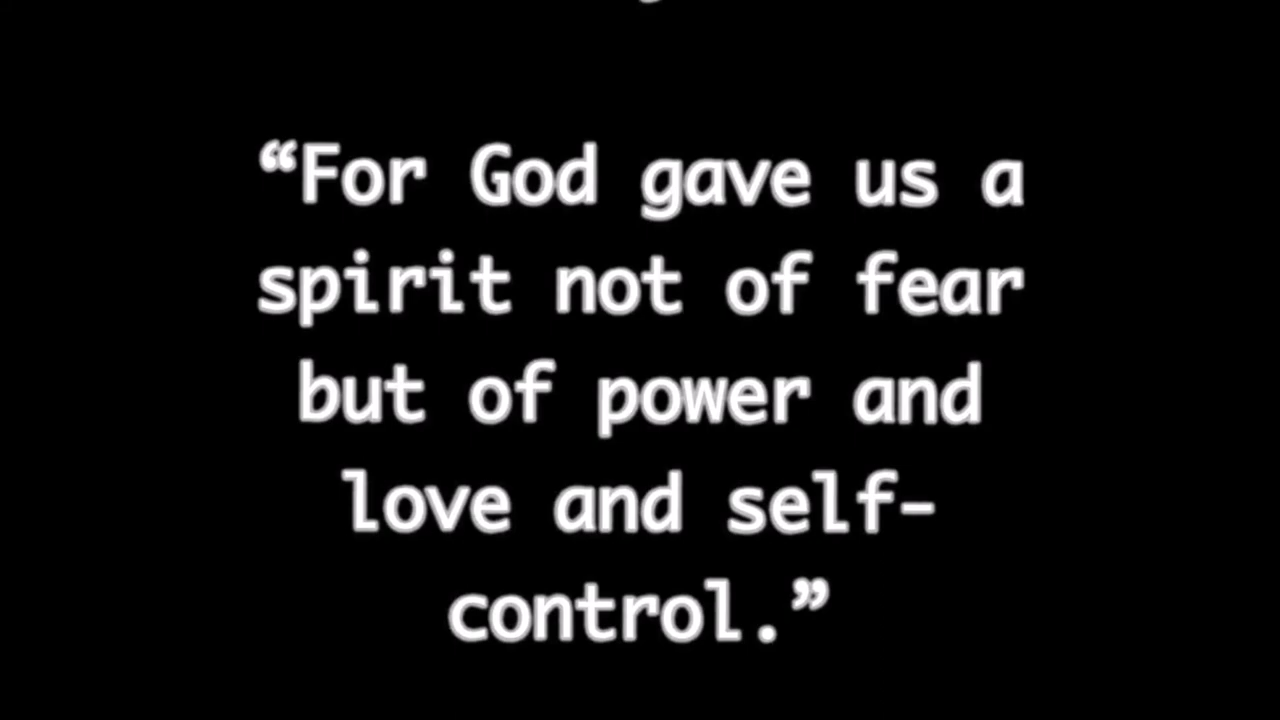 “For God gave us a
spirit not of fear
but of power and
love and self-
control.”